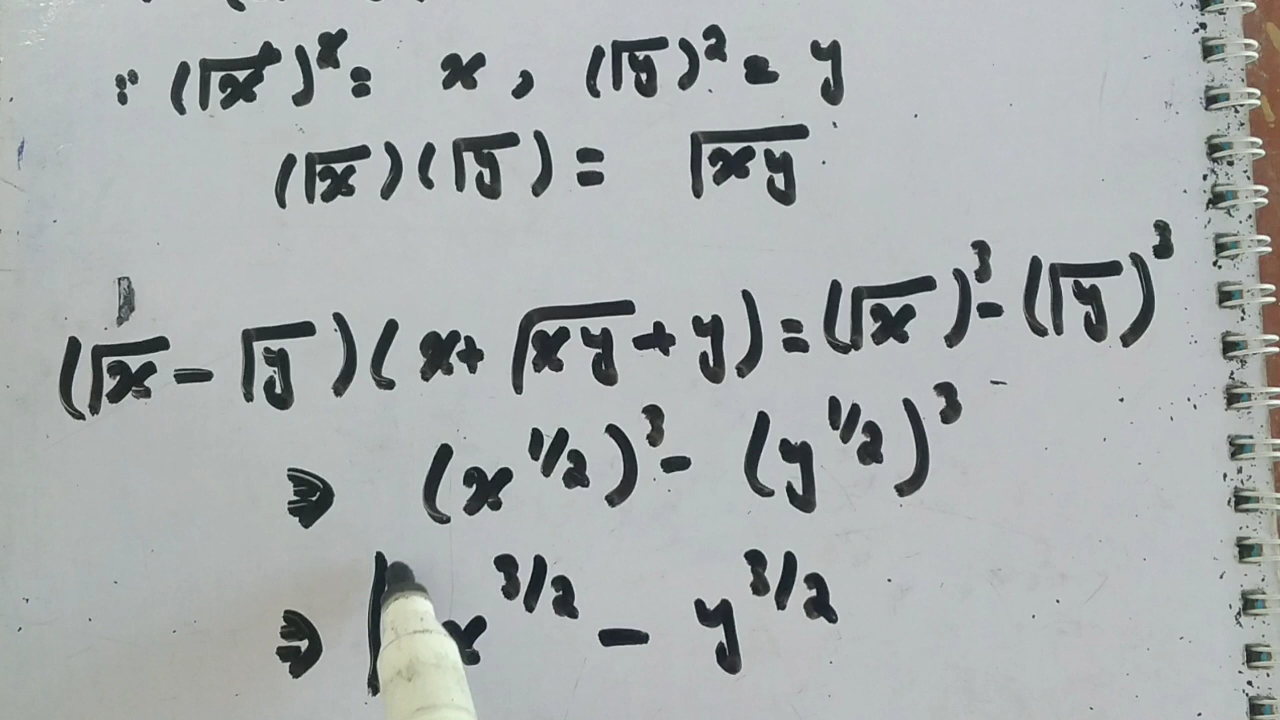 ∵ (√x)² = x, (√y)² = y
(√x)(√y) = √xy
(√x - √y)(x + √xy + y) = (√x)³ - (√y)³
⇒ (x^1/2)³ - (y^1/2)³
⇒ x^3/2 - y^3/2